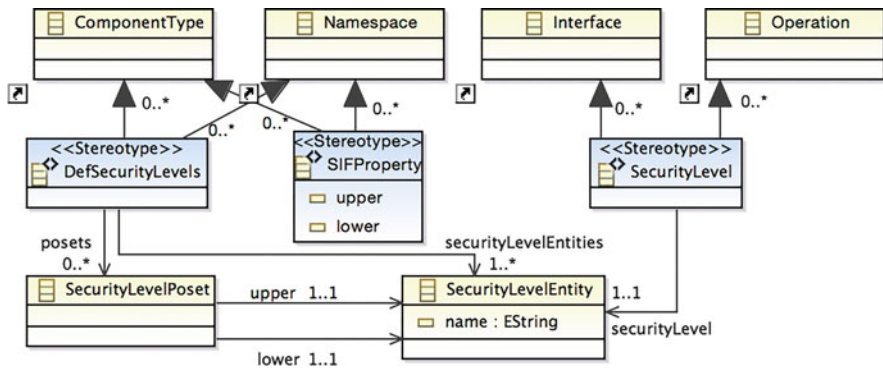 ComponentType
Namespace
Interface
Operation
0..*
0..*
0..*
0..*
0..*
0..*
<<Stereotype>>
DefSecurityLevels
<<Stereotype>>
SIFProperty
upper
lower
<<Stereotype>>
SecurityLevel
posets
0..*
securityLevelEntities
1..*
SecurityLevelPoset
upper 1..1
lower 1..1
SecurityLevelEntity
name : EString
1..1
securityLevel